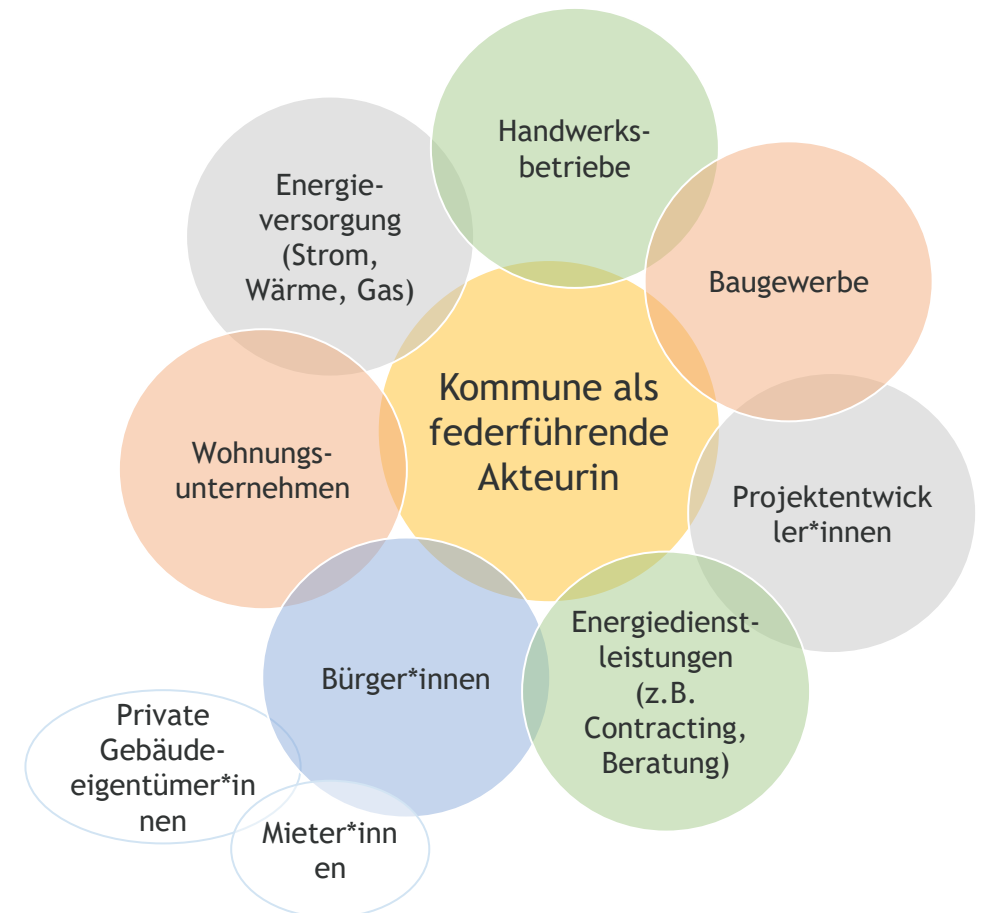 Handwerks-
betriebe
Energie-
versorgung
(Strom,
Wärme, Gas)
Baugewerbe
Kommune als
federführende
Akteurin
Wohnungs-
unternehmen
Projektentwick
ler*innen
Energiedienst-
leistungen
(z.B.
Contracting,
Beratung)
Bürger*innen
Private
Gebäude-
eigentümer*in
nen
Mieter*inn
en